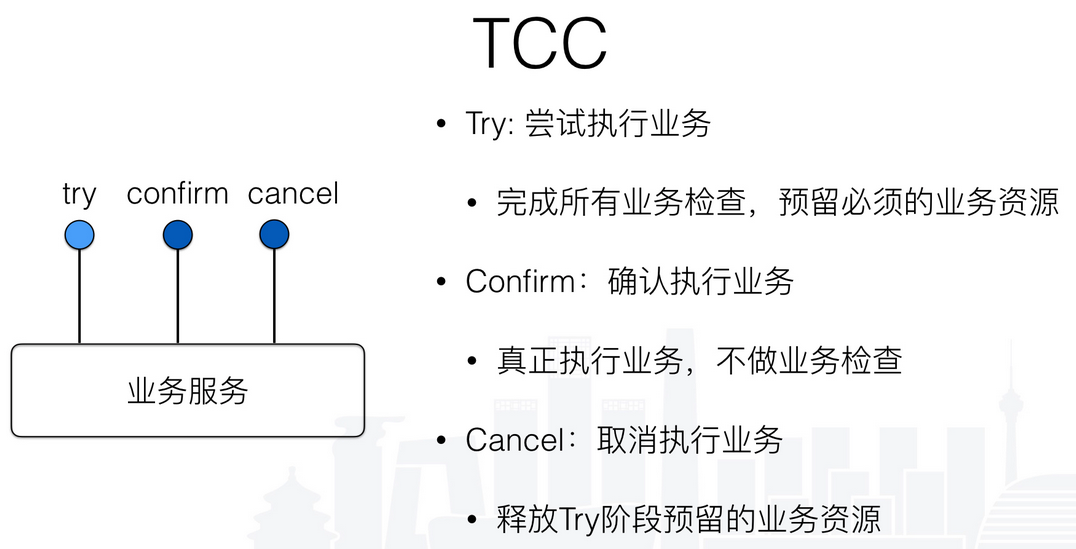 TCC
try confirm cancel
业务服务
• Try: 尝试执行业务
• 完成所有业务检查，预留必须的业务资源
• Confirm：确认执行业务
• 真正执行业务，不做业务检查
• Cancel：取消执行业务
• 释放Try阶段预留的业务资源